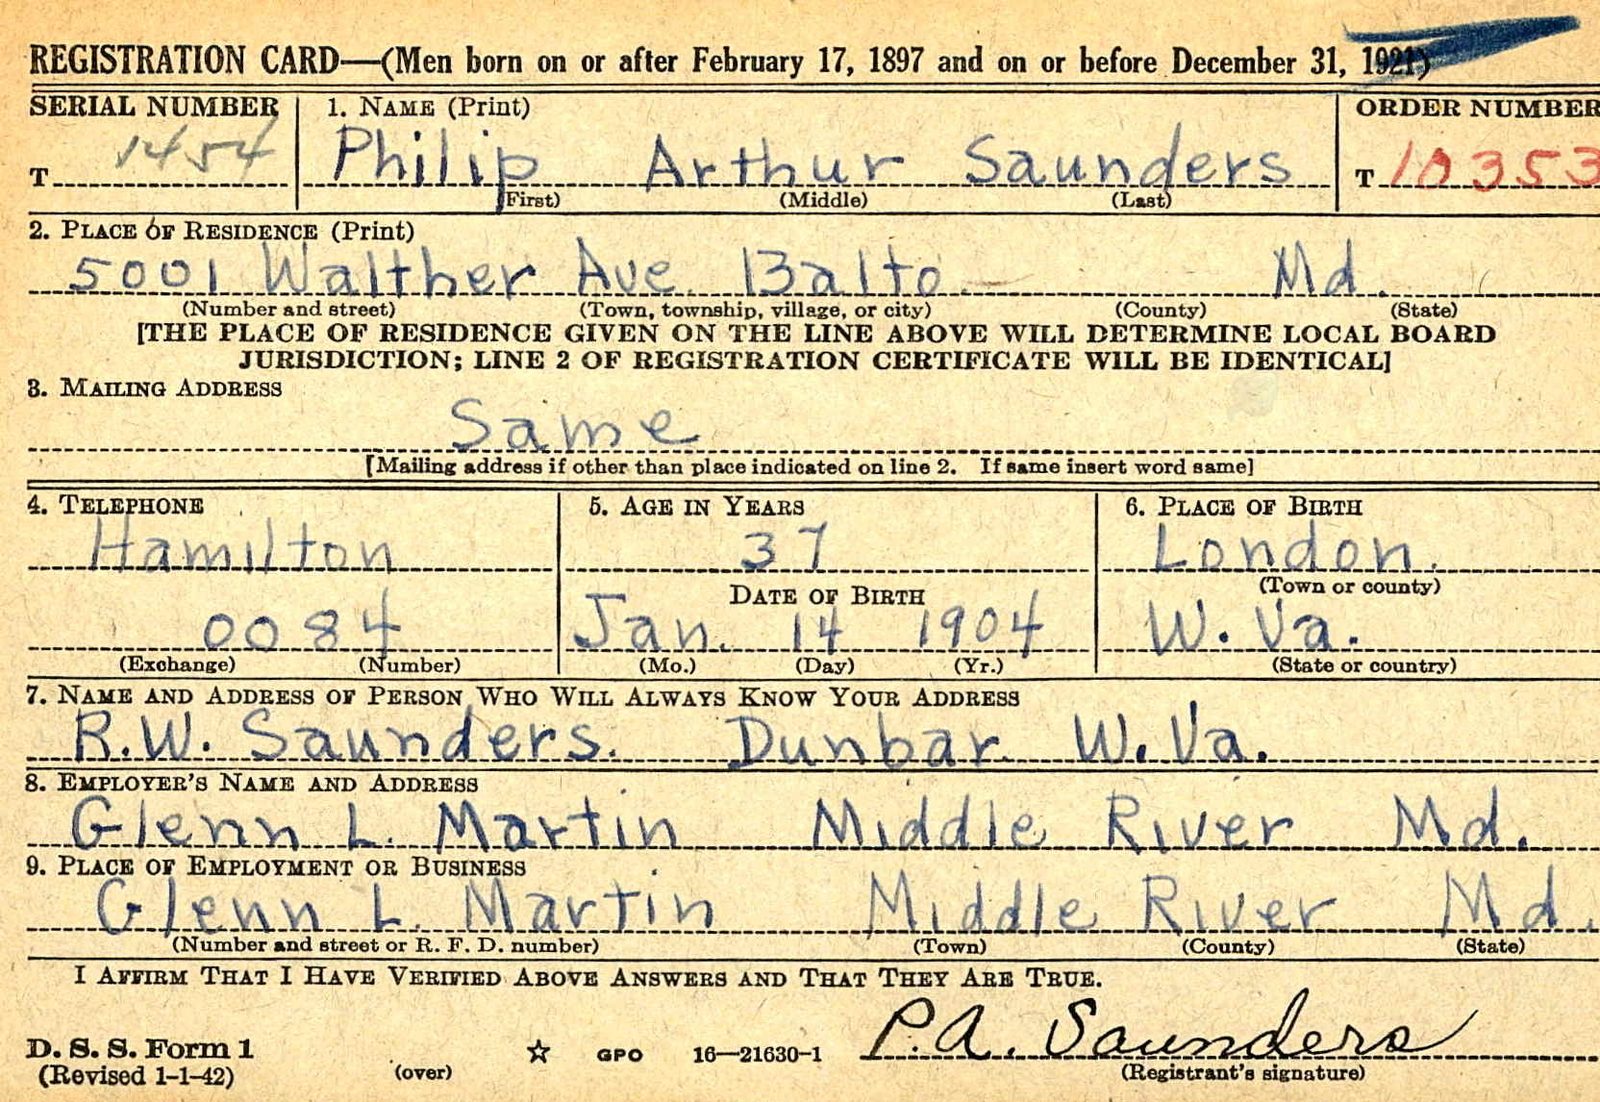 REGISTRATION CARD—(Men born on or after February 17, 1897 and on or before December 31, 1921)
SERIAL NUMBER 1. NAME (Print) ORDER NUMBER
T 1454 Philip Arthur Saunders T 10353
(First) (Middle) (Last)
2. PLACE OF RESIDENCE (Print)
5001 Walther Ave. Balto. Md.
(Number and street) (Town, township, village, or city) (County) (State)
[THE PLACE OF RESIDENCE GIVEN ON THE LINE ABOVE WILL DETERMINE LOCAL BOARD
JURISDICTION; LINE 2 OF REGISTRATION CERTIFICATE WILL BE IDENTICAL]
3. MAILING ADDRESS
Same
[Mailing address if other than place indicated on line 2. If same insert word same]
4. TELEPHONE 5. AGE IN YEARS 6. PLACE OF BIRTH
Hamilton 37 London.
DATE OF BIRTH (Town or county)
0084 Jan. 14 1904 W. Va.
(Exchange) (Number) (Mo.) (Day) (Yr.) (State or country)
7. NAME AND ADDRESS OF PERSON WHO WILL ALWAYS KNOW YOUR ADDRESS
R.W. Saunders. Dunbar. W. Va.
8. EMPLOYER'S NAME AND ADDRESS
Glenn L. Martin Middle River Md.
9. PLACE OF EMPLOYMENT OR BUSINESS
Glenn L. Martin Middle River Md.
(Number and street or R. F. D. number) (Town) (County) (State)
I AFFIRM THAT I HAVE VERIFIED ABOVE ANSWERS AND THAT THEY ARE TRUE.
P.A. Saunders
D. S. S. Form 1 ☆ GPO 16—21630-1
(Revised 1-1-42) (over) (Registrant's signature)